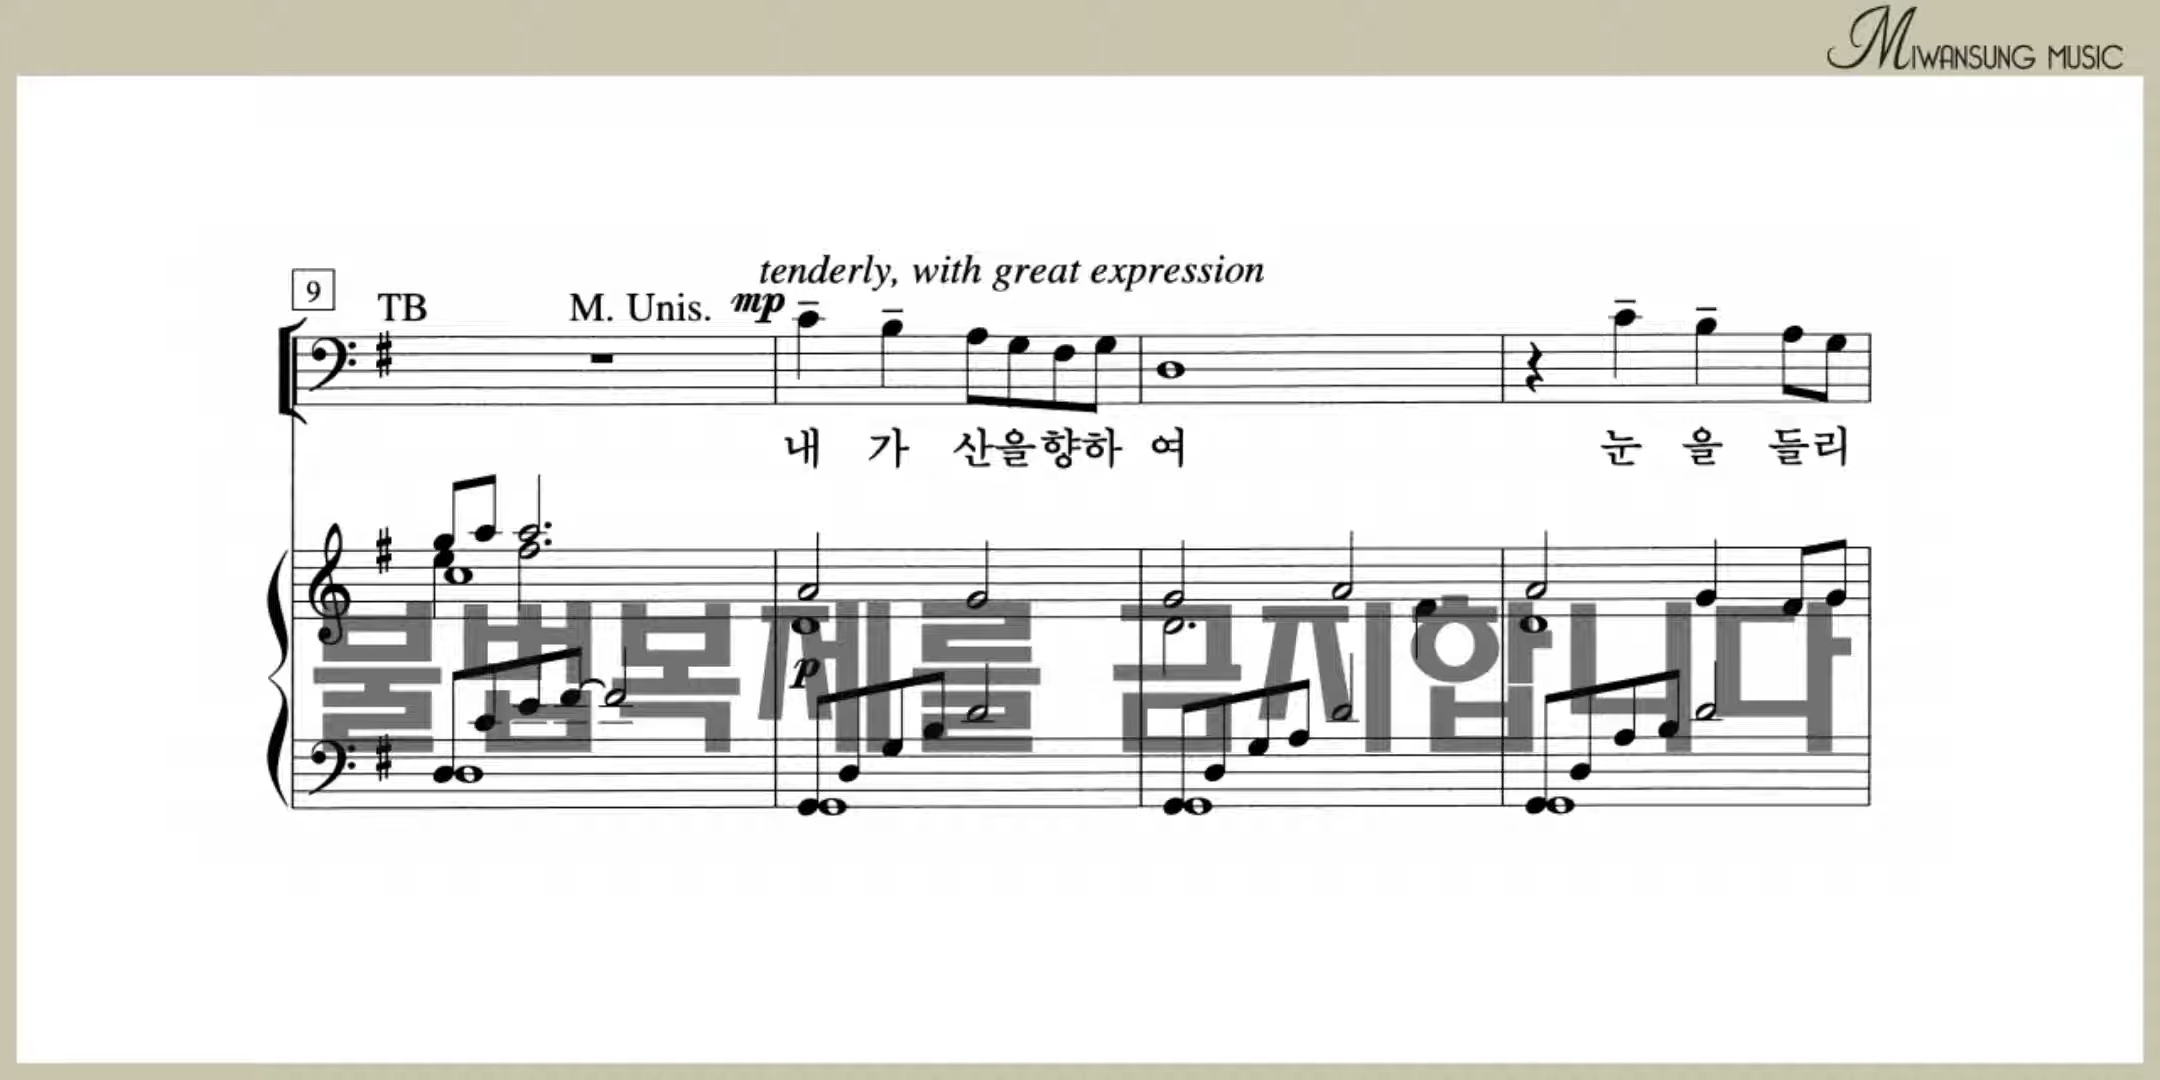 MIWANSUNG MUSIC
tenderly, with great expression
9
TB M. Unis. mp
내 가 산을향하 여 눈 을 들리
p
불법복제를 금지합니다